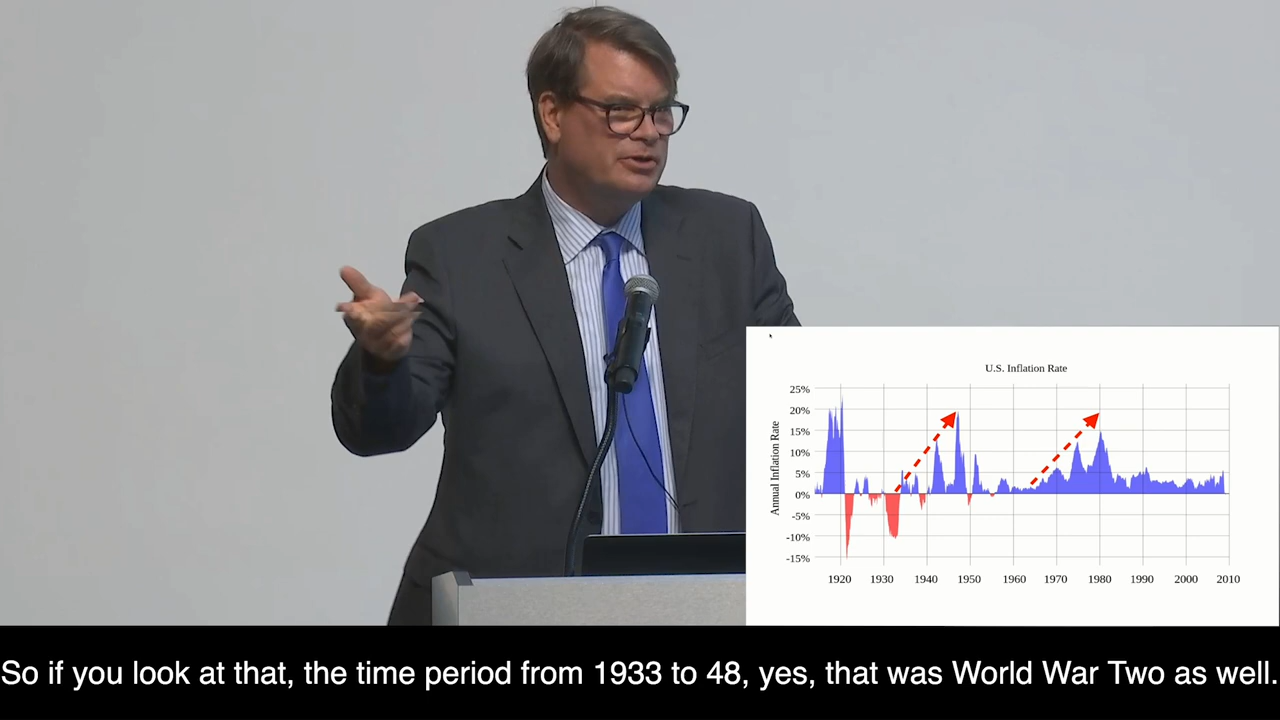 U.S. Inflation Rate
Annual Inflation Rate
25%
20%
15%
10%
5%
0%
-5%
-10%
-15%
1920 1930 1940 1950 1960 1970 1980 1990 2000 2010
So if you look at that, the time period from 1933 to 48, yes, that was World War Two as well.